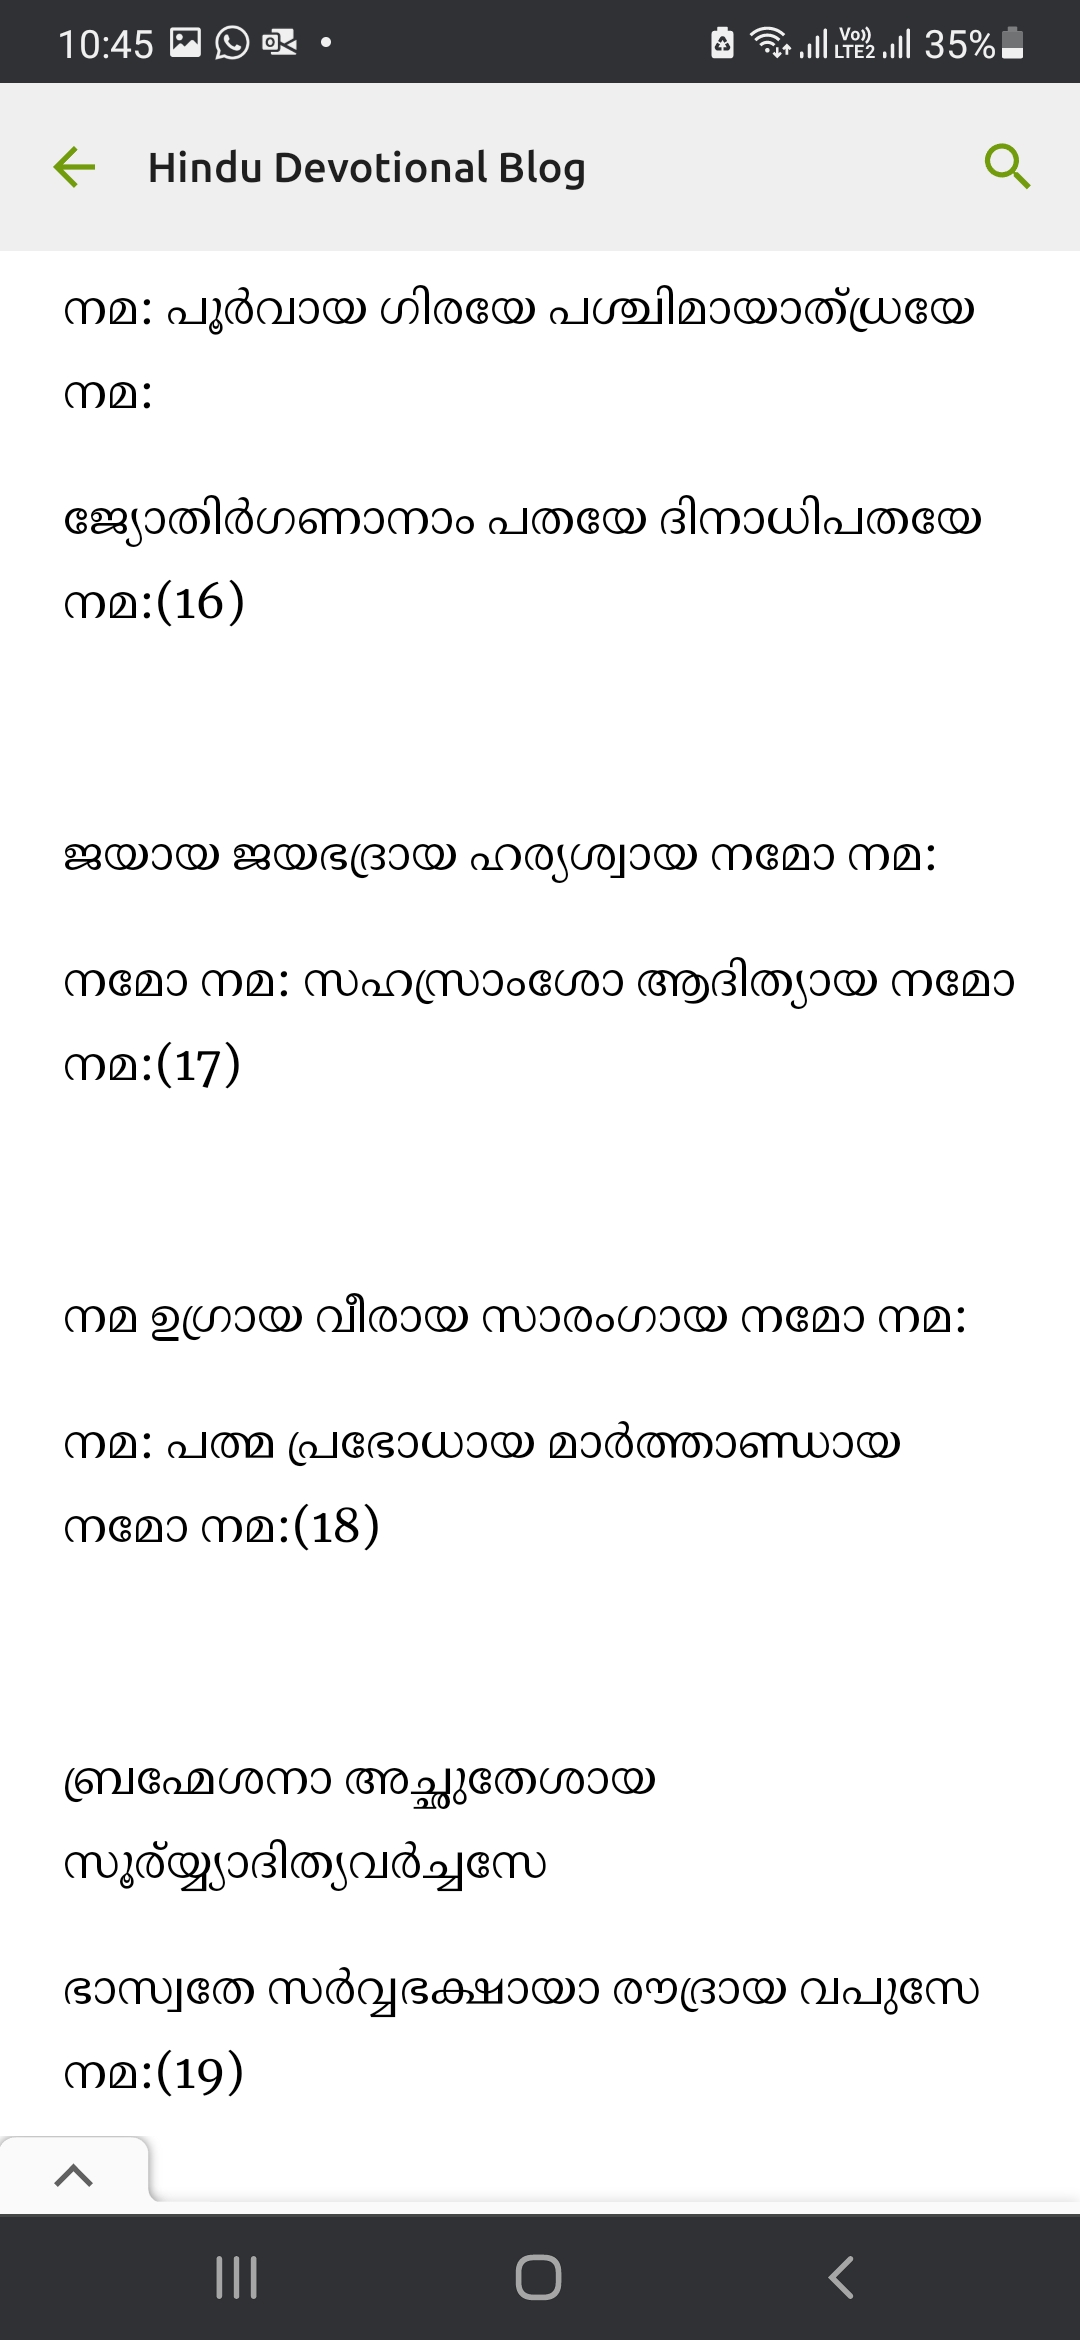 10:45
Vo)) LTE2 35%
Hindu Devotional Blog
നമ: പൂർവായ ഗിരയേ പശ്ചിമായാത്ധ്രയേ
നമ:
ജ്യോതിർഗണാനാം പതയേ ദിനാധിപതയേ
നമ:(16)
ജയായ ജയഭദ്രായ ഹര്യശ്വായ നമോ നമ:
നമോ നമ: സഹസ്രാംശോ ആദിത്യായ നമോ
നമ:(17)
നമ ഉഗ്രായ വീരായ സാരംഗായ നമോ നമ:
നമ: പത്മ പ്രഭോധായ മാർത്താണ്ഡായ
നമോ നമ:(18)
ബ്രഹ്മേശനാ അച്ഛുതേശായ
സൂര്യ്യാദിത്യവർച്ചസേ
ഭാസ്വതേ സർവ്വഭക്ഷായാ രൗദ്രായ വപുസേ
നമ:(19)